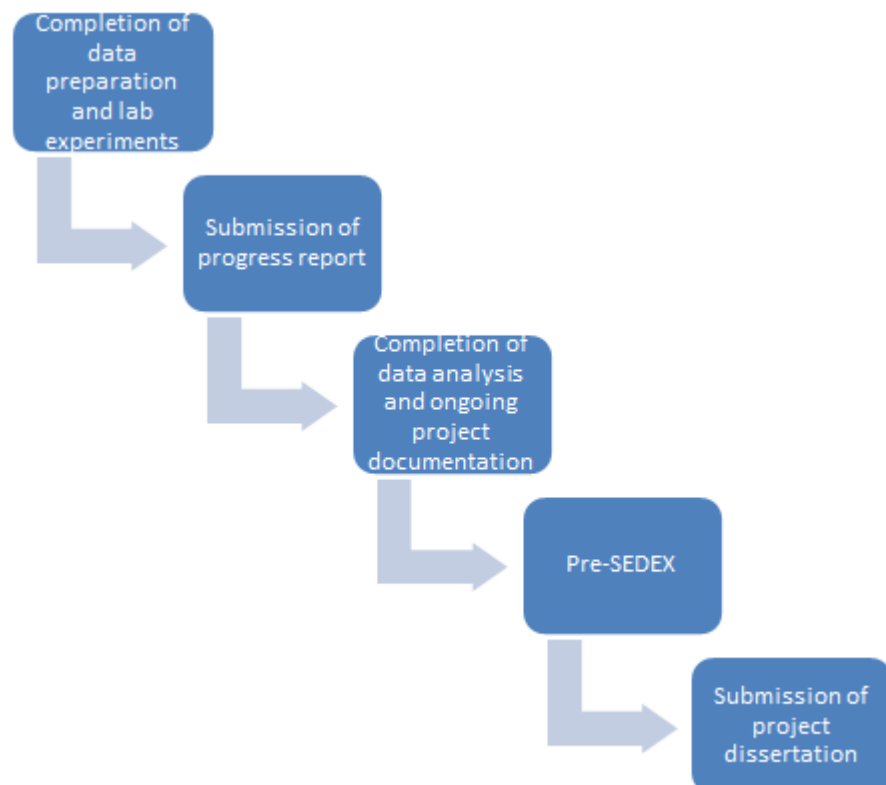 Completion of
data
preparation
and lab
experiments
Submission of
progress report
Completion of
data analysis
and ongoing
project
documentation
Pre-SEDEX
Submission of
project
dissertation